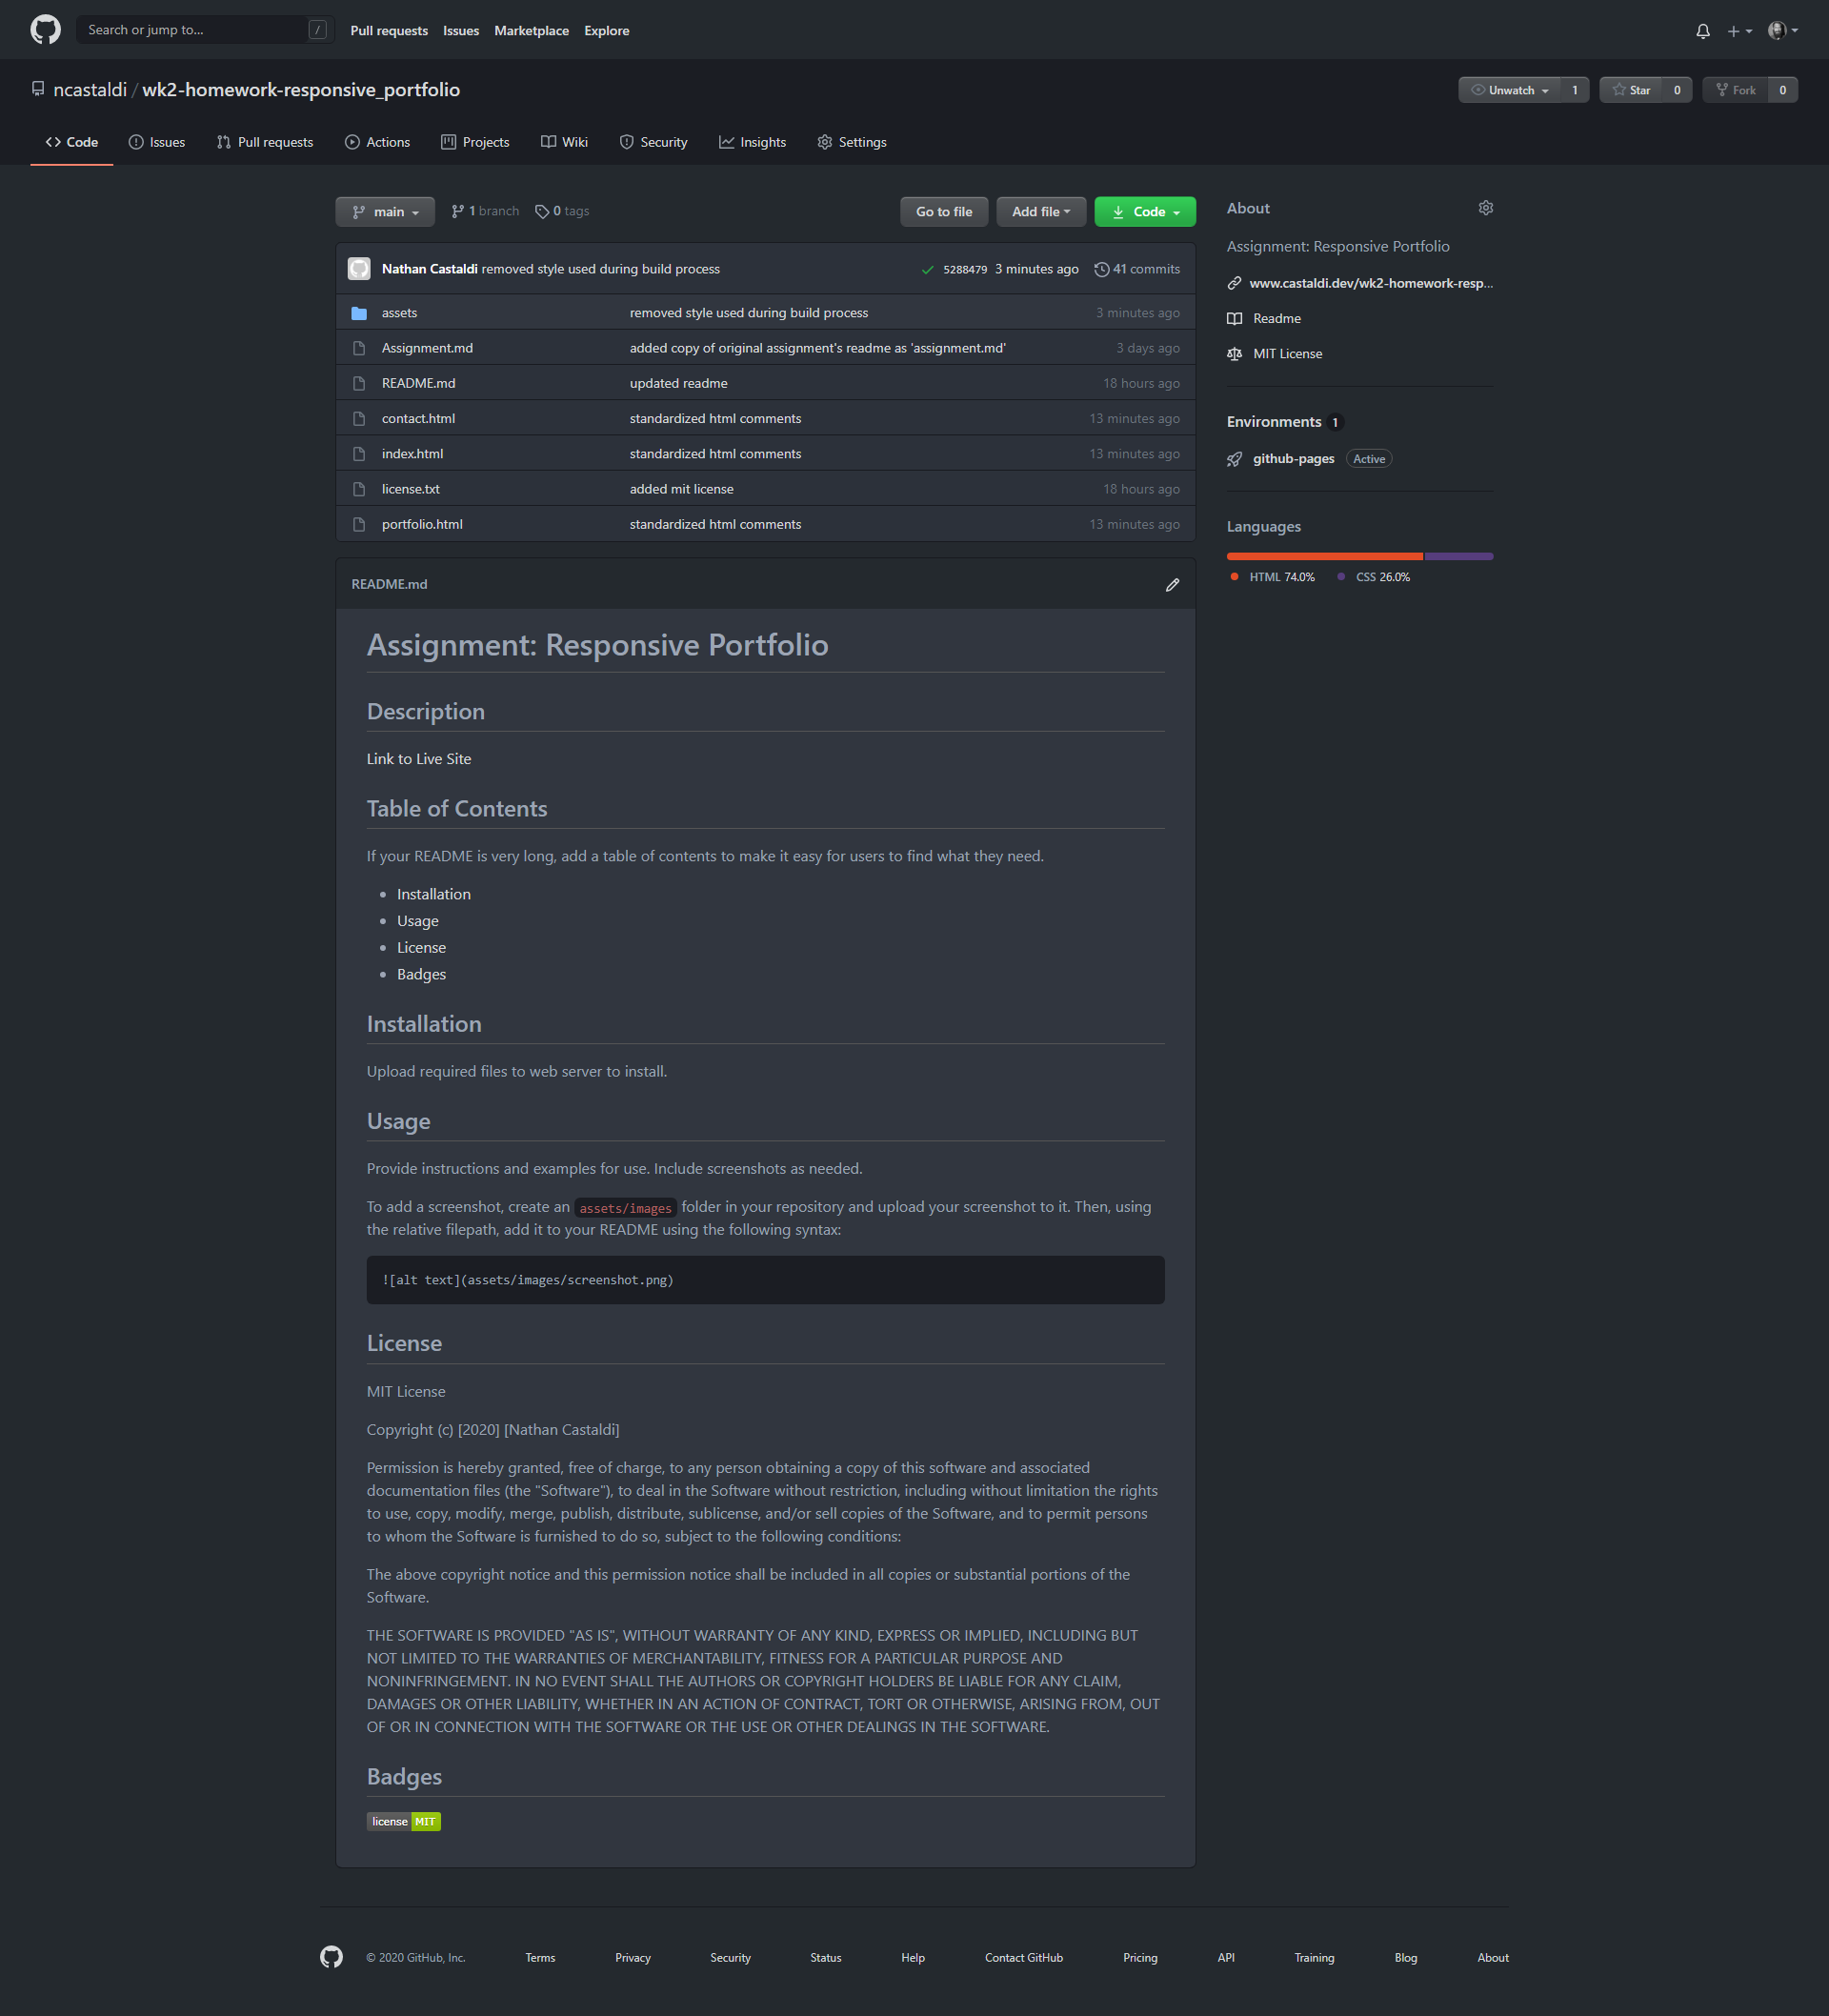 Search or jump to... /
Pull requests Issues Marketplace Explore
ncastaldi / wk2-homework-responsive_portfolio
Unwatch 1 Star 0 Fork 0
Code Issues Pull requests Actions Projects Wiki Security Insights Settings
main 1 branch 0 tags Go to file Add file Code
Nathan Castaldi removed style used during build process 5288479 3 minutes ago 41 commits
assets removed style used during build process 3 minutes ago
Assignment.md added copy of original assignment's readme as 'assignment.md' 3 days ago
README.md updated readme 18 hours ago
contact.html standardized html comments 13 minutes ago
index.html standardized html comments 13 minutes ago
license.txt added mit license 18 hours ago
portfolio.html standardized html comments 13 minutes ago
About
Assignment: Responsive Portfolio
www.castaldi.dev/wk2-homework-resp...
Readme
MIT License
Environments 1
github-pages Active
Languages
HTML 74.0% CSS 26.0%
README.md
Assignment: Responsive Portfolio
Description
Link to Live Site
Table of Contents
If your README is very long, add a table of contents to make it easy for users to find what they need.
Installation
Usage
License
Badges
Installation
Upload required files to web server to install.
Usage
Provide instructions and examples for use. Include screenshots as needed.
To add a screenshot, create an assets/images folder in your repository and upload your screenshot to it. Then, using
the relative filepath, add it to your README using the following syntax:
![alt text](assets/images/screenshot.png)
License
MIT License
Copyright (c) [2020] [Nathan Castaldi]
Permission is hereby granted, free of charge, to any person obtaining a copy of this software and associated
documentation files (the "Software"), to deal in the Software without restriction, including without limitation the rights
to use, copy, modify, merge, publish, distribute, sublicense, and/or sell copies of the Software, and to permit persons
to whom the Software is furnished to do so, subject to the following conditions:
The above copyright notice and this permission notice shall be included in all copies or substantial portions of the
Software.
THE SOFTWARE IS PROVIDED "AS IS", WITHOUT WARRANTY OF ANY KIND, EXPRESS OR IMPLIED, INCLUDING BUT
NOT LIMITED TO THE WARRANTIES OF MERCHANTABILITY, FITNESS FOR A PARTICULAR PURPOSE AND
NONINFRINGEMENT. IN NO EVENT SHALL THE AUTHORS OR COPYRIGHT HOLDERS BE LIABLE FOR ANY CLAIM,
DAMAGES OR OTHER LIABILITY, WHETHER IN AN ACTION OF CONTRACT, TORT OR OTHERWISE, ARISING FROM, OUT
OF OR IN CONNECTION WITH THE SOFTWARE OR THE USE OR OTHER DEALINGS IN THE SOFTWARE.
Badges
license MIT
© 2020 GitHub, Inc. Terms Privacy Security Status Help Contact GitHub Pricing API Training Blog About